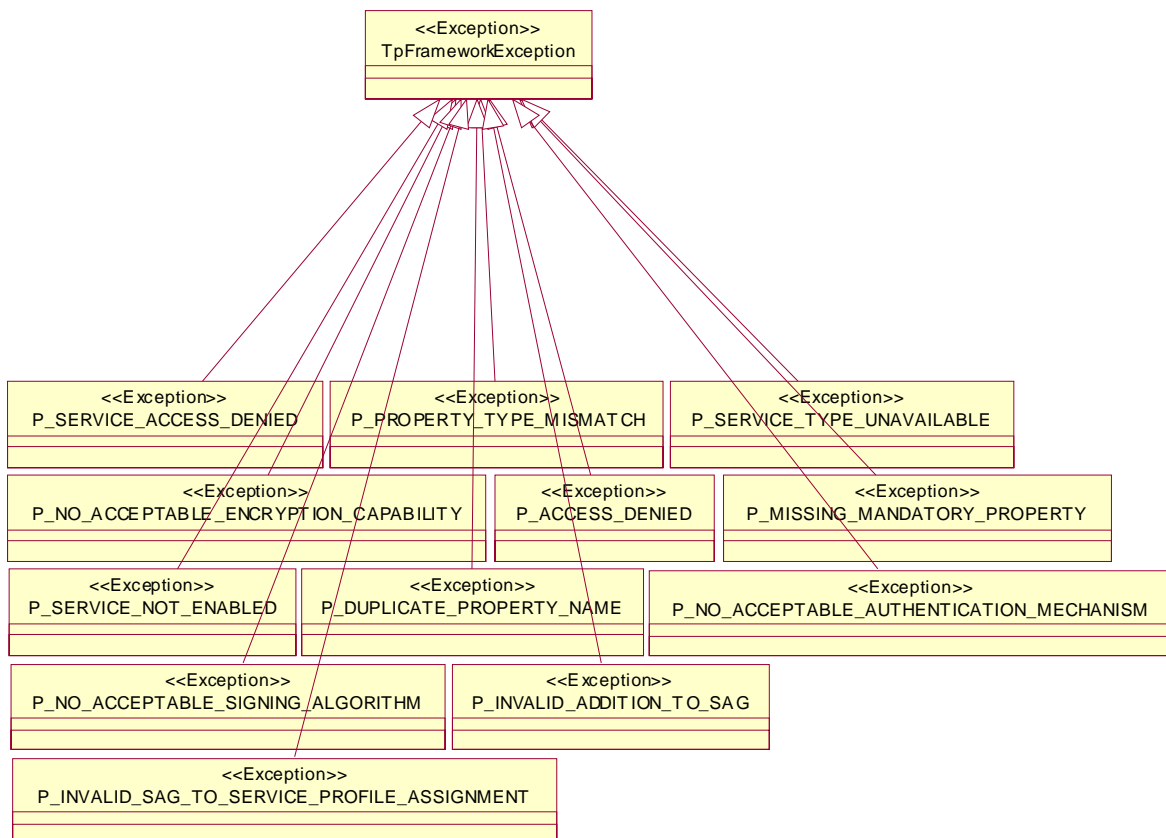 <<Exception>>
TpFrameworkException
<<Exception>>
P_SERVICE_ACCESS_DENIED
<<Exception>>
P_PROPERTY_TYPE_MISMATCH
<<Exception>>
P_SERVICE_TYPE_UNAVAILABLE
<<Exception>>
P_NO_ACCEPTABLE_ENCRYPTION_CAPABILITY
<<Exception>>
P_ACCESS_DENIED
<<Exception>>
P_MISSING_MANDATORY_PROPERTY
<<Exception>>
P_SERVICE_NOT_ENABLED
<<Exception>>
P_DUPLICATE_PROPERTY_NAME
<<Exception>>
P_NO_ACCEPTABLE_AUTHENTICATION_MECHANISM
<<Exception>>
P_NO_ACCEPTABLE_SIGNING_ALGORITHM
<<Exception>>
P_INVALID_ADDITION_TO_SAG
<<Exception>>
P_INVALID_SAG_TO_SERVICE_PROFILE_ASSIGNMENT